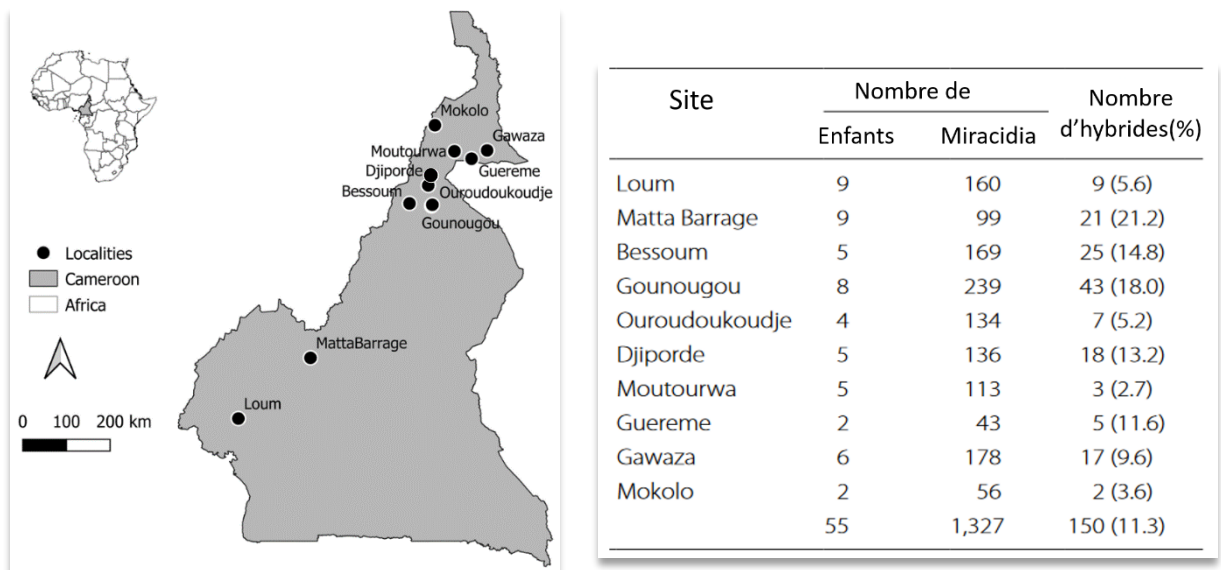 Mokolo
Gawaza
Moutourwa
Guereme
Djiporde
Bessoum
Ouroudoukoudje
Gounougou
Localities
Cameroon
Africa
MattaBarrage
Loum
0 100 200 km
Site
Nombre de
Nombre
d'hybrides(%)
Enfants Miracidia
Loum 9 160 9 (5.6)
Matta Barrage 9 99 21 (21.2)
Bessoum 5 169 25 (14.8)
Gounougou 8 239 43 (18.0)
Ouroudoukoudje 4 134 7 (5.2)
Djiporde 5 136 18 (13.2)
Moutourwa 5 113 3 (2.7)
Guereme 2 43 5 (11.6)
Gawaza 6 178 17 (9.6)
Mokolo 2 56 2 (3.6)
55 1,327 150 (11.3)